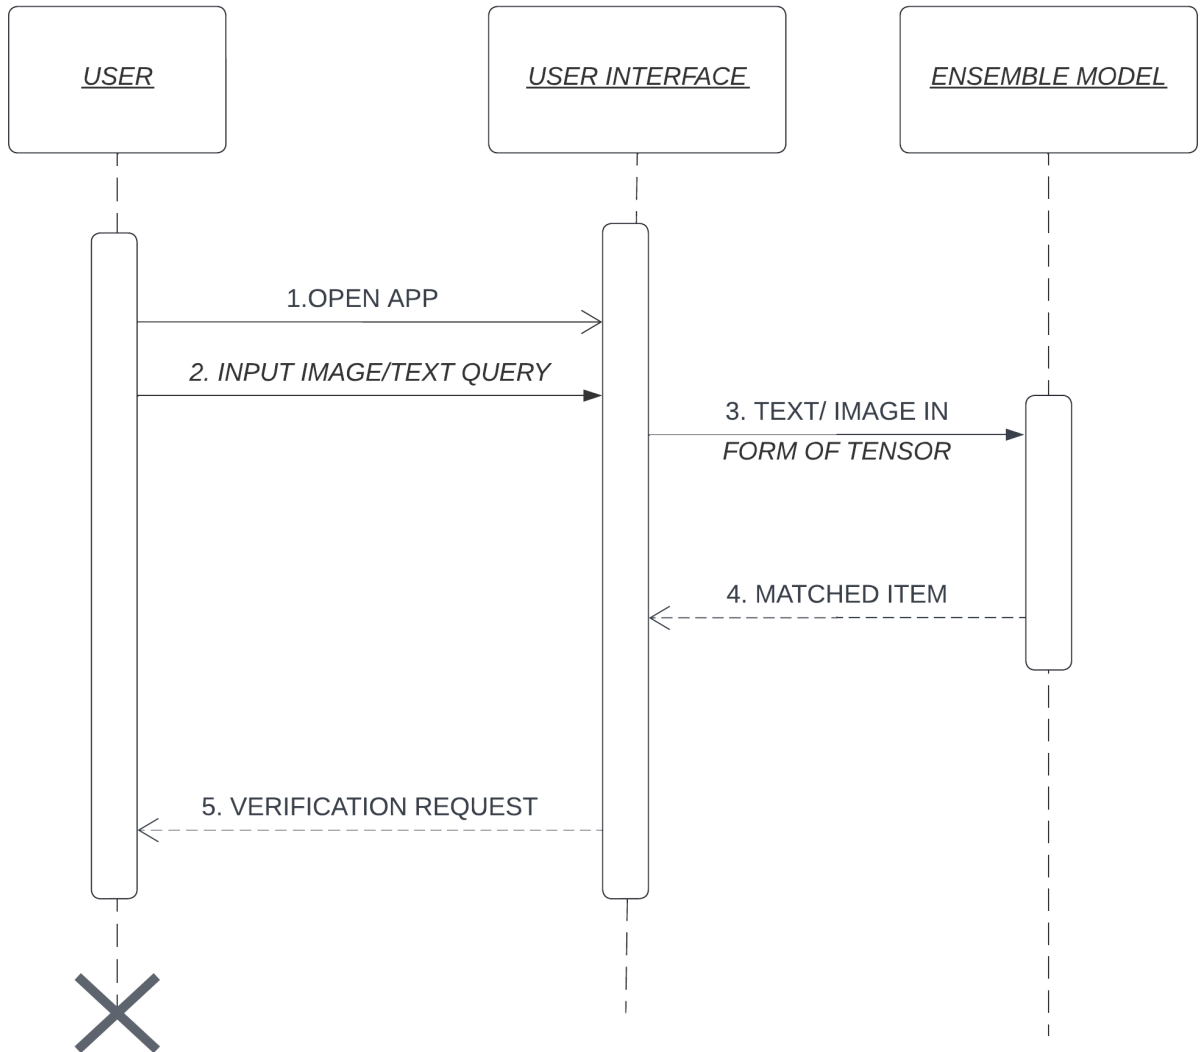 USER
USER INTERFACE
ENSEMBLE MODEL
1.OPEN APP
2. INPUT IMAGE/TEXT QUERY
3. TEXT/ IMAGE IN
FORM OF TENSOR
4. MATCHED ITEM
5. VERIFICATION REQUEST